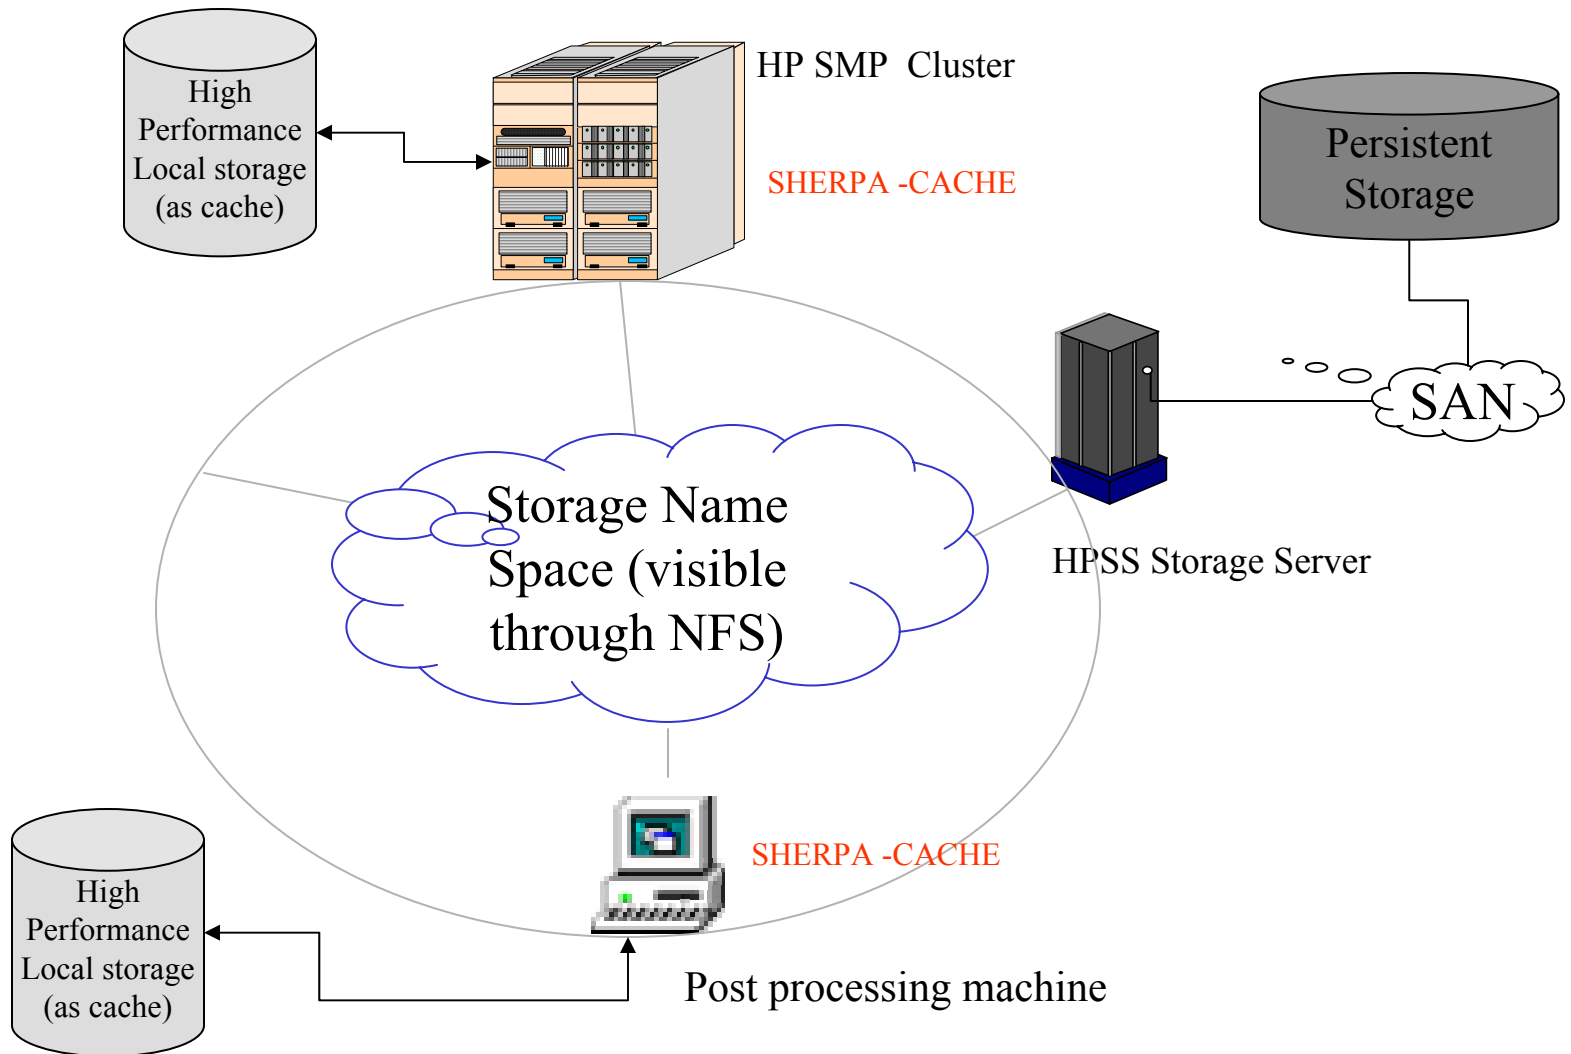 High
Performance
Local storage
(as cache)
HP SMP  Cluster
SHERPA -CACHE
Persistent
Storage
SAN
Storage Name
Space (visible
through NFS)
HPSS Storage Server
SHERPA -CACHE
High
Performance
Local storage
(as cache)
Post processing machine